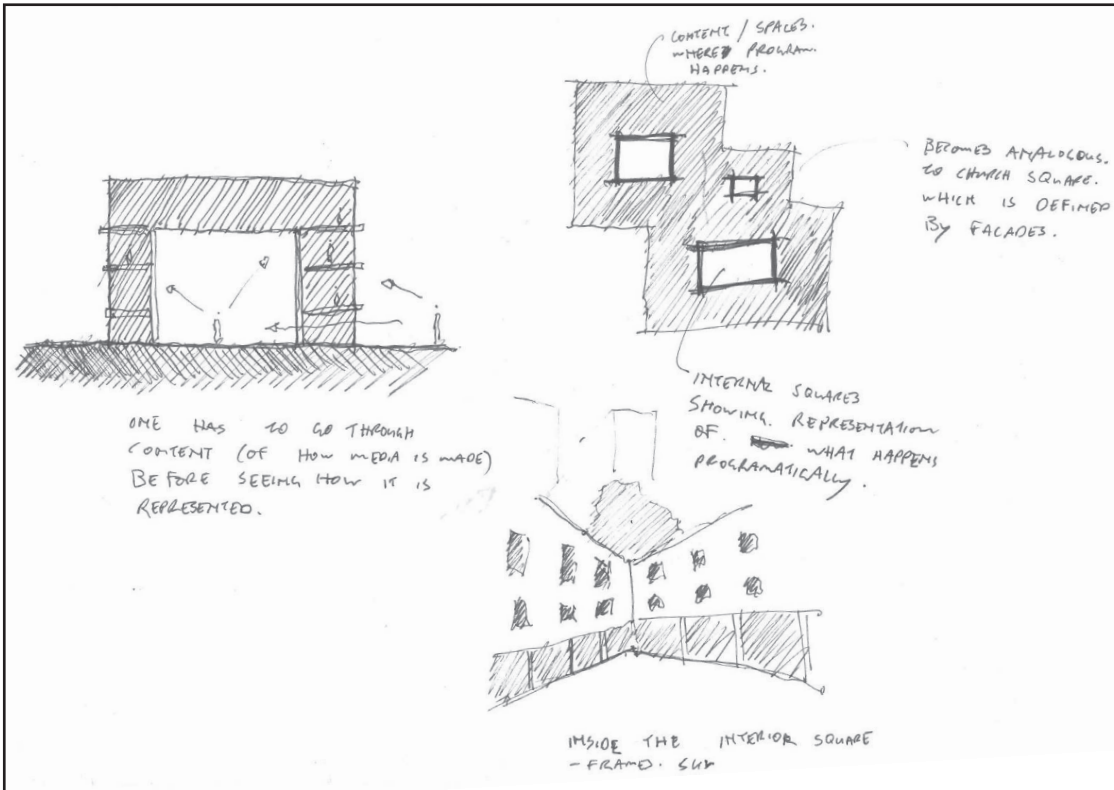 CONTENT / SPACES.
WHERE PROGRAM.
HAPPENS.
BECOMES ANALOGOUS.
TO CHURCH SQUARE.
WHICH IS DEFINED
BY FACADES.
ONE HAS TO GO THROUGH
CONTENT (OF HOW MEDIA IS MADE)
BEFORE SEEING HOW IT IS
REPRESENTED.
INTERNAL SQUARES
SHOWING. REPRESENTATION
OF. WHAT HAPPENS
PROGRAMATICALLY.
INSIDE THE INTERIOR SQUARE
- FRAMED. SKY